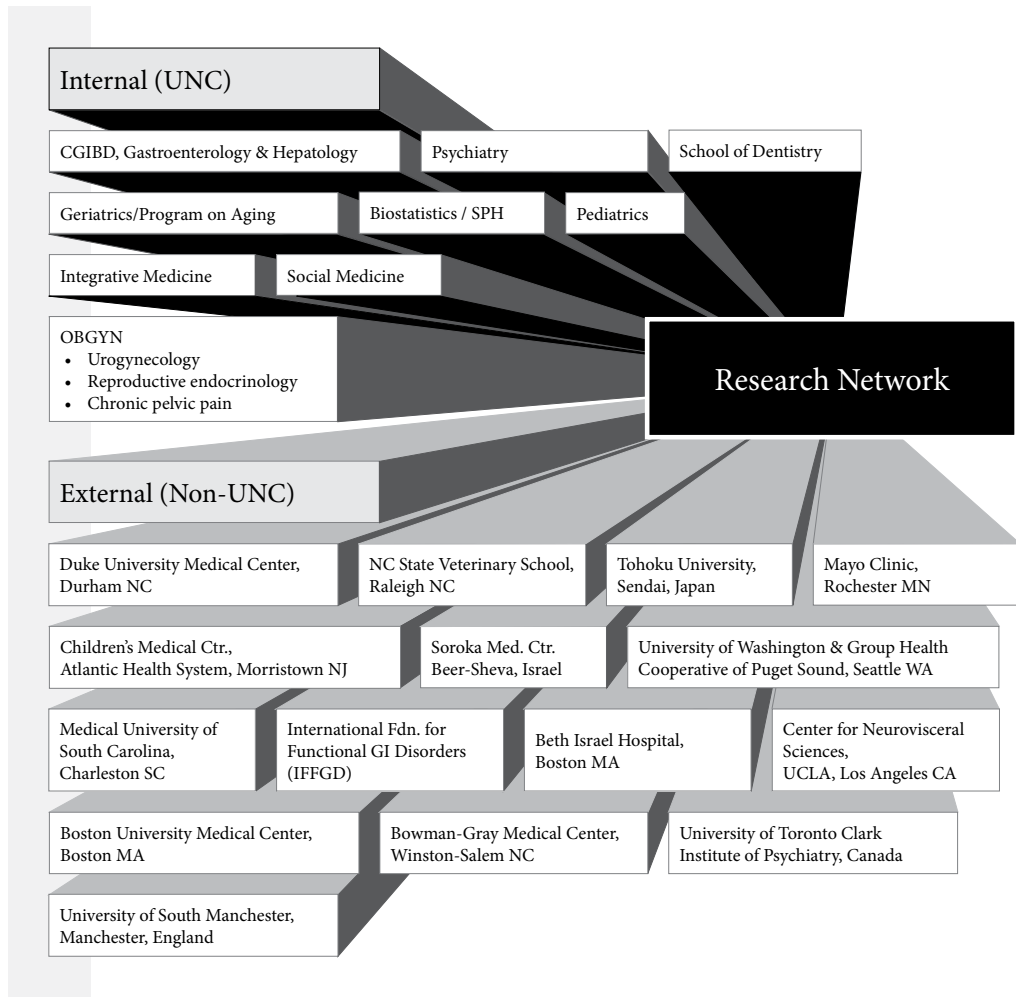 Internal (UNC)
CGIBD, Gastroenterology & Hepatology
Psychiatry
School of Dentistry
Geriatrics/Program on Aging
Biostatistics / SPH
Pediatrics
Integrative Medicine
Social Medicine
OBGYN
• Urogynecology
• Reproductive endocrinology
• Chronic pelvic pain
Research Network
External (Non-UNC)
Duke University Medical Center,
Durham NC
NC State Veterinary School,
Raleigh NC
Tohoku University,
Sendai, Japan
Mayo Clinic,
Rochester MN
Children's Medical Ctr.,
Atlantic Health System, Morristown NJ
Soroka Med. Ctr.
Beer-Sheva, Israel
University of Washington & Group Health
Cooperative of Puget Sound, Seattle WA
Medical University of
South Carolina,
Charleston SC
International Fdn. for
Functional GI Disorders
(IFFGD)
Beth Israel Hospital,
Boston MA
Center for Neurovisceral
Sciences,
UCLA, Los Angeles CA
Boston University Medical Center,
Boston MA
Bowman-Gray Medical Center,
Winston-Salem NC
University of Toronto Clark
Institute of Psychiatry, Canada
University of South Manchester,
Manchester, England